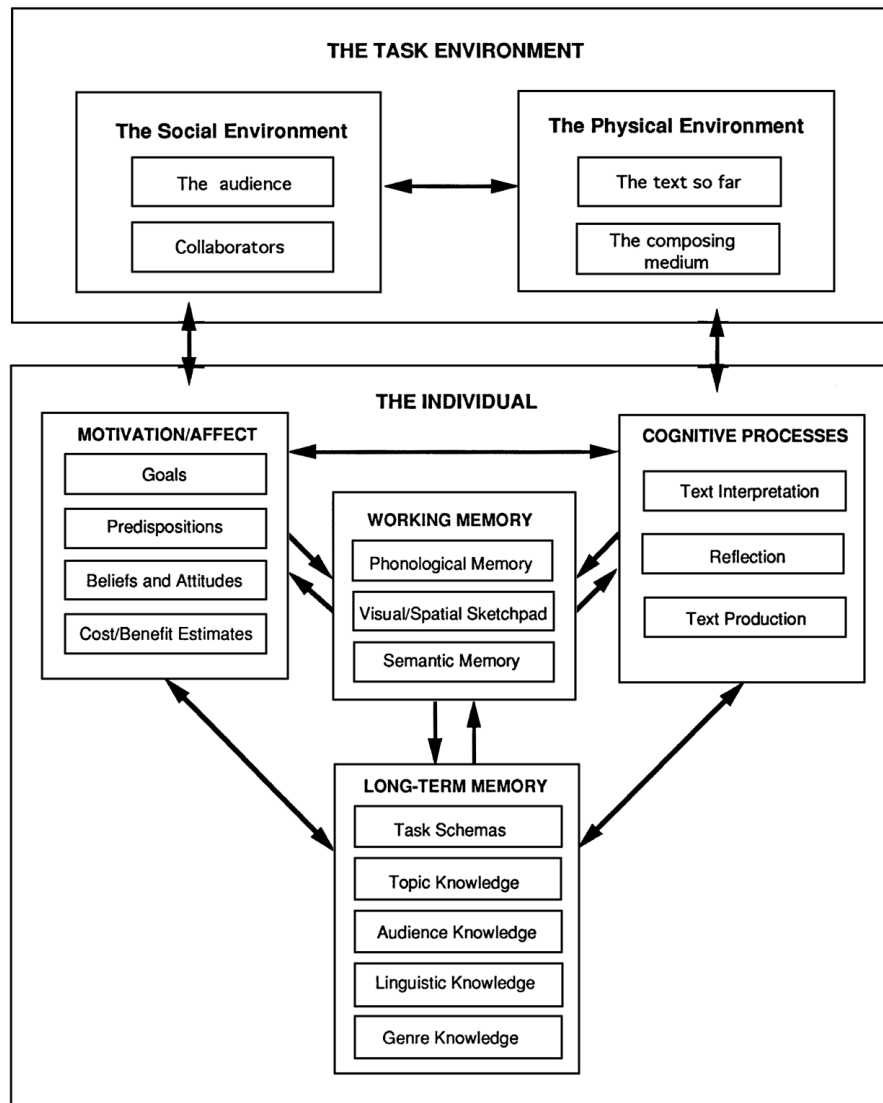 THE TASK ENVIRONMENT
The Social Environment
The audience
Collaborators
The Physical Environment
The text so far
The composing
medium
THE INDIVIDUAL
MOTIVATION/AFFECT
Goals
Predispositions
Beliefs and Attitudes
Cost/Benefit Estimates
WORKING MEMORY
Phonological Memory
Visual/Spatial Sketchpad
Semantic Memory
COGNITIVE PROCESSES
Text Interpretation
Reflection
Text Production
LONG-TERM MEMORY
Task Schemas
Topic Knowledge
Audience Knowledge
Linguistic Knowledge
Genre Knowledge